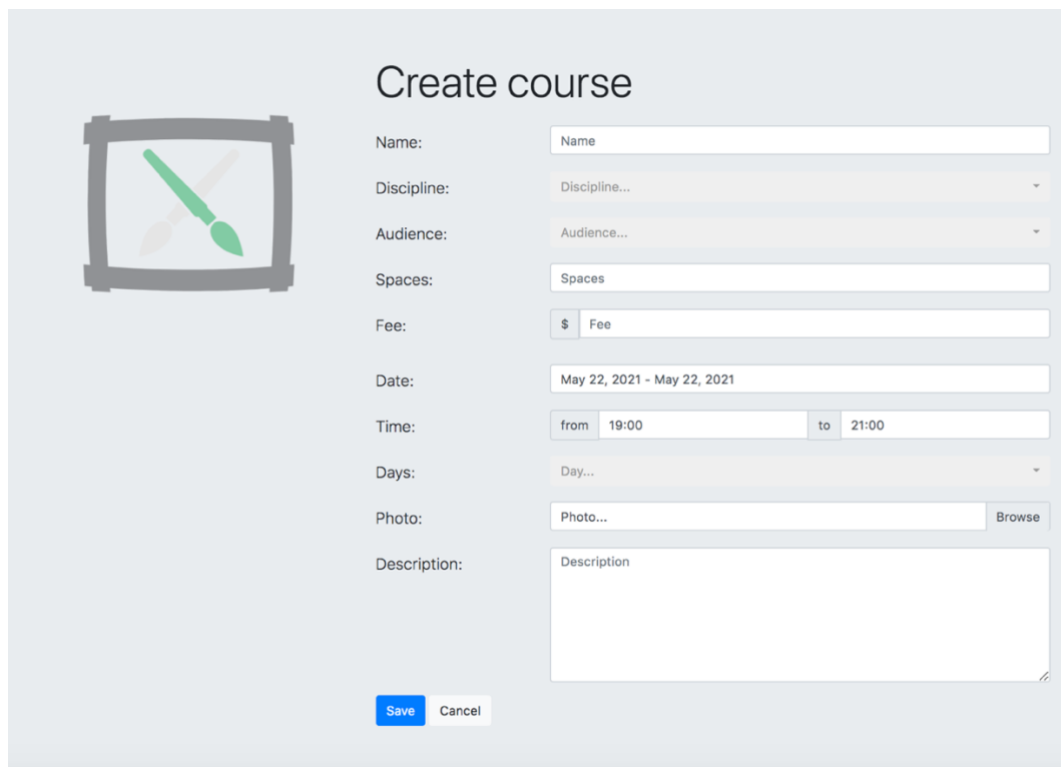 Create course
Name: Name
Discipline: Discipline...
Audience: Audience...
Spaces: Spaces
Fee: $ Fee
Date: May 22, 2021 - May 22, 2021
Time: from 19:00 to 21:00
Days: Day...
Photo: Photo... Browse
Description: Description
Save Cancel